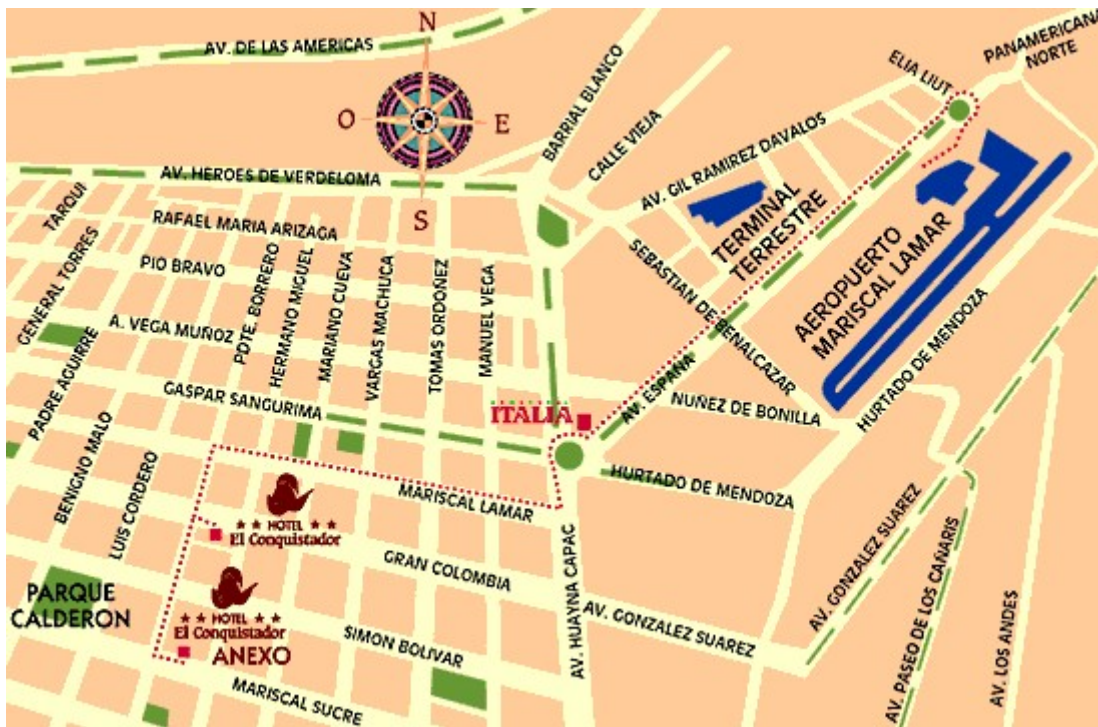 N
AV. DE LAS AMERICAS
PANAMERICANA
NORTE
ELIA LIUT
BARRIAL BLANCO
CALLE VIEJA
O
E
AV. GIL RAMIREZ DAVALOS
AV. HEROES DE VERDELOMA
S
TARQUI
RAFAEL MARIA ARIZAGA
TERMINAL
TERRESTRE
AEROPUERTO
MARISCAL LAMAR
SEBASTIAN DE BENALCAZAR
GENERAL TORRES
PIO BRAVO
PDTE. BORRERO
HERMANO MIGUEL
MARIANO CUEVA
VARGAS MACHUCA
TOMAS ORDOÑEZ
MANUEL VEGA
HURTADO DE MENDOZA
A. VEGA MUÑOZ
PADRE AGUIRRE
GASPAR SANGURIMA
ITALIA
AV. ESPAÑA
NUÑEZ DE BONILLA
BENIGNO MALO
LUIS CORDERO
MARISCAL LAMAR
HURTADO DE MENDOZA
HOTEL
El Conquistador
GRAN COLOMBIA
AV. HUAYNA CAPAC
AV. GONZALEZ SUAREZ
AV. GONZALEZ SUAREZ
AV. PASEO DE LOS CAÑARIS
AV. LOS ANDES
PARQUE
CALDERON
HOTEL
El Conquistador
ANEXO
SIMON BOLIVAR
MARISCAL SUCRE